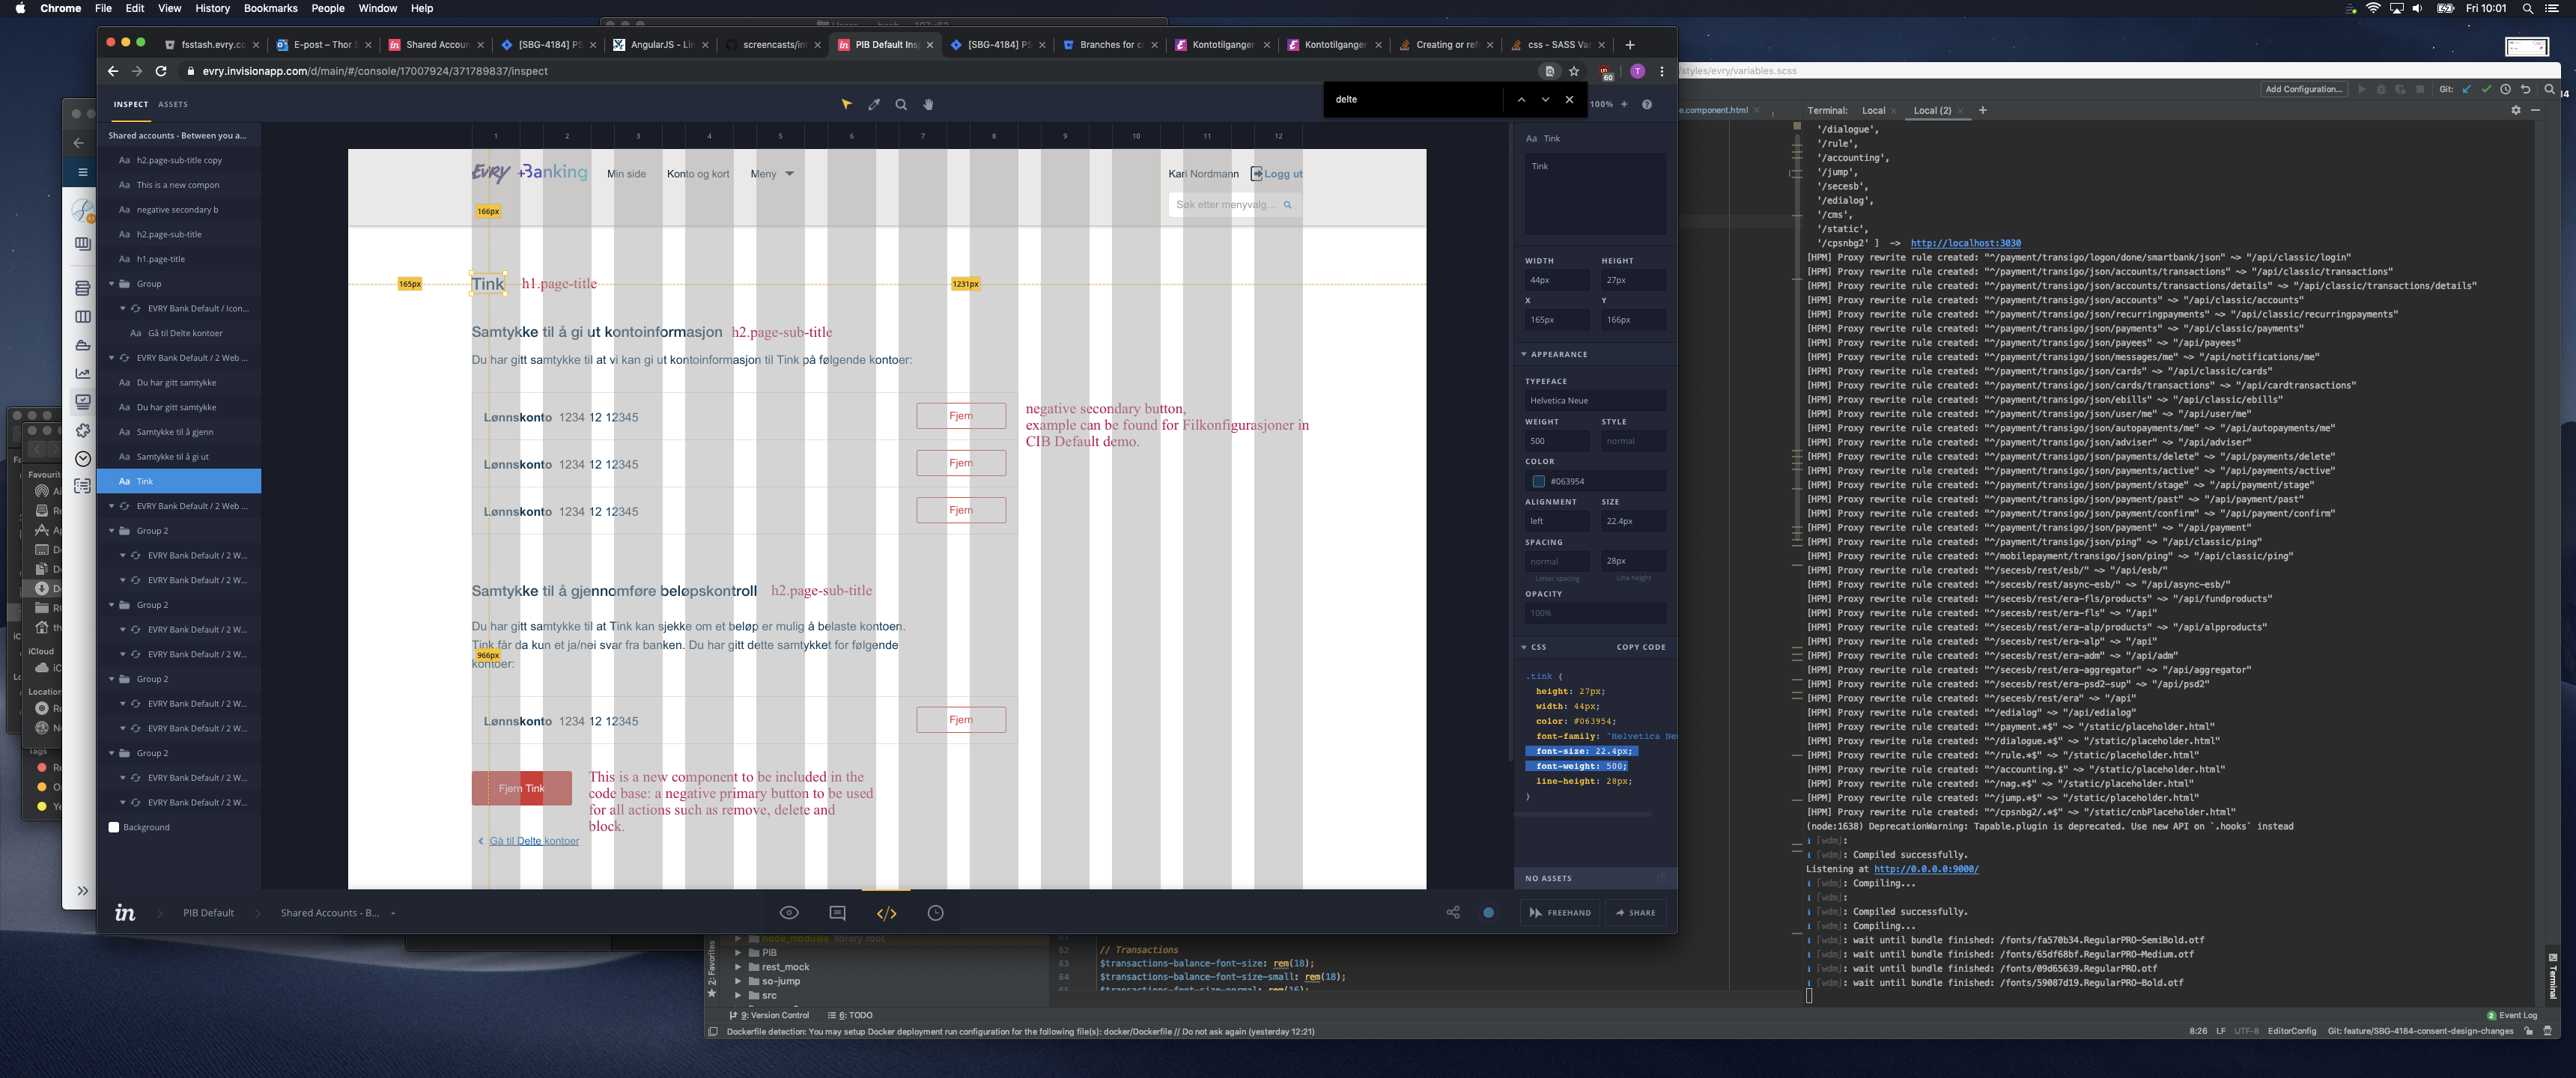 Chrome File Edit View History Bookmarks People Window Help
Fri 10:01
fsstash.evry.co
E-post – Thor S
Shared Accoun
[SBG-4184] PS
AngularJS - Lin
screencasts/int
PIB Default Ins
[SBG-4184] PS
Branches for cu
Kontotilganger
Kontotilganger
Creating or refe
css - SASS Var
evry.invisionapp.com/d/main/#/console/17007924/371789837/inspect
delte
60
T
INSPECT ASSETS
100% +
Shared accounts - Between you a...
Aa h2.page-sub-title copy
Aa This is a new compon
Aa negative secondary b
Aa h2.page-sub-title
Aa h1.page-title
Group
EVRY Bank Default / Icon...
Aa Gå til Delte kontoer
EVRY Bank Default / 2 Web ...
Aa Du har gitt samtykke
Aa Du har gitt samtykke
Aa Samtykke til å gjenn
Aa Samtykke til å gi ut
Aa Tink
EVRY Bank Default / 2 Web ...
Group 2
EVRY Bank Default / 2 W...
EVRY Bank Default / 2 W...
Group 2
EVRY Bank Default / 2 W...
EVRY Bank Default / 2 W...
Group 2
EVRY Bank Default / 2 W...
EVRY Bank Default / 2 W...
Group 2
EVRY Bank Default / 2 W...
EVRY Bank Default / 2 W...
Background
1 2 3 4 5 6 7 8 9 10 11 12
EVRY +Banking Min side Konto og kort Meny
Kari Nordmann Logg ut
Søk etter menyvalg...
166px
165px
Tink h1.page-title
1231px
Samtykke til å gi ut kontoinformasjon h2.page-sub-title
Du har gitt samtykke til at vi kan gi ut kontoinformasjon til Tink på følgende kontoer:
Lønnskonto 1234 12 12345 Fjern
negative secondary button,
example can be found for Filkonfigurasjoner in
CIB Default demo.
Lønnskonto 1234 12 12345 Fjern
Lønnskonto 1234 12 12345 Fjern
Samtykke til å gjennomføre beløpskontroll h2.page-sub-title
Du har gitt samtykke til at Tink kan sjekke om et beløp er mulig å belaste kontoen.
Tink får da kun et ja/nei svar fra banken. Du har gitt dette samtykket for følgende
kontoer:
966px
Lønnskonto 1234 12 12345 Fjern
Fjern Tink
This is a new component to be included in the
code base: a negative primary button to be used
for all actions such as remove, delete and
block.
Gå til Delte kontoer
Aa Tink
Tink
WIDTH HEIGHT
44px 27px
X Y
165px 166px
APPEARANCE
TYPEFACE
Helvetica Neue
WEIGHT STYLE
500 normal
COLOR
#063954
ALIGNMENT SIZE
left 22.4px
SPACING
normal 28px
Letter spacing Line height
OPACITY
100%
CSS COPY CODE
.tink {
height: 27px;
width: 44px;
color: #063954;
font-family: "Helvetica Ne
font-size: 22.4px;
font-weight: 500;
line-height: 28px;
}
NO ASSETS
in PIB Default Shared Accounts - B...
FREEHAND SHARE
Favourit
iCloud
Location
Tags
/styles/evry/variables.scss
Add Configuration...
Git:
e.component.html
Terminal: Local Local (2)
'/dialogue',
'/rule',
'/accounting',
'/jump',
'/secesb',
'/edialog',
'/cms',
'/static',
'/cpsnbg2' ] -> http://localhost:3030
[HPM] Proxy rewrite rule created: "^/payment/transigo/logon/done/smartbank/json" ~> "/api/classic/login"
[HPM] Proxy rewrite rule created: "^/payment/transigo/json/accounts/transactions" ~> "/api/classic/transactions"
[HPM] Proxy rewrite rule created: "^/payment/transigo/json/accounts/transactions/details" ~> "/api/classic/transactions/details"
[HPM] Proxy rewrite rule created: "^/payment/transigo/json/accounts" ~> "/api/classic/accounts"
[HPM] Proxy rewrite rule created: "^/payment/transigo/json/recurringpayments" ~> "/api/classic/recurringpayments"
[HPM] Proxy rewrite rule created: "^/payment/transigo/json/payments" ~> "/api/classic/payments"
[HPM] Proxy rewrite rule created: "^/payment/transigo/json/payees" ~> "/api/payees"
[HPM] Proxy rewrite rule created: "^/payment/transigo/json/messages/me" ~> "/api/notifications/me"
[HPM] Proxy rewrite rule created: "^/payment/transigo/json/cards" ~> "/api/classic/cards"
[HPM] Proxy rewrite rule created: "^/payment/transigo/json/cards/transactions" ~> "/api/cardtransactions"
[HPM] Proxy rewrite rule created: "^/payment/transigo/json/ebills" ~> "/api/classic/ebills"
[HPM] Proxy rewrite rule created: "^/payment/transigo/json/user/me" ~> "/api/user/me"
[HPM] Proxy rewrite rule created: "^/payment/transigo/json/autopayments/me" ~> "/api/autopayments/me"
[HPM] Proxy rewrite rule created: "^/payment/transigo/json/adviser" ~> "/api/adviser"
[HPM] Proxy rewrite rule created: "^/payment/transigo/json/payments/delete" ~> "/api/payments/delete"
[HPM] Proxy rewrite rule created: "^/payment/transigo/json/payments/active" ~> "/api/payments/active"
[HPM] Proxy rewrite rule created: "^/payment/transigo/json/payment/stage" ~> "/api/payment/stage"
[HPM] Proxy rewrite rule created: "^/payment/transigo/json/payment/past" ~> "/api/payment/past"
[HPM] Proxy rewrite rule created: "^/payment/transigo/json/payment/confirm" ~> "/api/payment/confirm"
[HPM] Proxy rewrite rule created: "^/payment/transigo/json/payment" ~> "/api/payment"
[HPM] Proxy rewrite rule created: "^/payment/transigo/json/ping" ~> "/api/classic/ping"
[HPM] Proxy rewrite rule created: "^/mobilepayment/transigo/json/ping" ~> "/api/classic/ping"
[HPM] Proxy rewrite rule created: "^/secesb/rest/esb/" ~> "/api/esb/"
[HPM] Proxy rewrite rule created: "^/secesb/rest/async-esb/" ~> "/api/async-esb/"
[HPM] Proxy rewrite rule created: "^/secesb/rest/era-fls/products" ~> "/api/fundproducts"
[HPM] Proxy rewrite rule created: "^/secesb/rest/era-fls" ~> "/api"
[HPM] Proxy rewrite rule created: "^/secesb/rest/era-alp/products" ~> "/api/alpproducts"
[HPM] Proxy rewrite rule created: "^/secesb/rest/era-alp" ~> "/api"
[HPM] Proxy rewrite rule created: "^/secesb/rest/era-adm" ~> "/api/adm"
[HPM] Proxy rewrite rule created: "^/secesb/rest/era-aggregator" ~> "/api/aggregator"
[HPM] Proxy rewrite rule created: "^/secesb/rest/era-psd2-sup" ~> "/api/psd2"
[HPM] Proxy rewrite rule created: "^/secesb/rest/era" ~> "/api"
[HPM] Proxy rewrite rule created: "^/edialog" ~> "/api/edialog"
[HPM] Proxy rewrite rule created: "^/payment.*$" ~> "/static/placeholder.html"
[HPM] Proxy rewrite rule created: "^/dialogue.*$" ~> "/static/placeholder.html"
[HPM] Proxy rewrite rule created: "^/rule.*$" ~> "/static/placeholder.html"
[HPM] Proxy rewrite rule created: "^/accounting.$" ~> "/static/placeholder.html"
[HPM] Proxy rewrite rule created: "^/nag.*$" ~> "/static/placeholder.html"
[HPM] Proxy rewrite rule created: "^/jump.*$" ~> "/static/placeholder.html"
[HPM] Proxy rewrite rule created: "^/cpsnbg2/.*$" ~> "/static/cnbPlaceholder.html"
(node:1638) DeprecationWarning: Tapable.plugin is deprecated. Use new API on `.hooks` instead
i ｢wdm｣:
i ｢wdm｣: Compiled successfully.
Listening at http://0.0.0.0:9000/
i ｢wdm｣: Compiling...
i ｢wdm｣:
i ｢wdm｣: Compiled successfully.
i ｢wdm｣: Compiling...
i ｢wdm｣: wait until bundle finished: /fonts/fa570b34.RegularPRO-SemiBold.otf
i ｢wdm｣: wait until bundle finished: /fonts/65df68bf.RegularPRO-Medium.otf
i ｢wdm｣: wait until bundle finished: /fonts/09d65639.RegularPRO.otf
i ｢wdm｣: wait until bundle finished: /fonts/59087d19.RegularPRO-Bold.otf
node_modules library root
PIB
rest_mock
so-jump
src
2: Favorites
62 // Transactions
63 $transactions-balance-font-size: rem(18);
64 $transactions-balance-font-size-small: rem(18);
65 $transactions-font-size-normal: rem(16);
Terminal
9: Version Control 6: TODO
2 Event Log
Dockerfile detection: You may setup Docker deployment run configuration for the following file(s): docker/Dockerfile // Do not ask again (yesterday 12:21)
8:26 LF UTF-8 EditorConfig Git: feature/SBG-4184-consent-design-changes